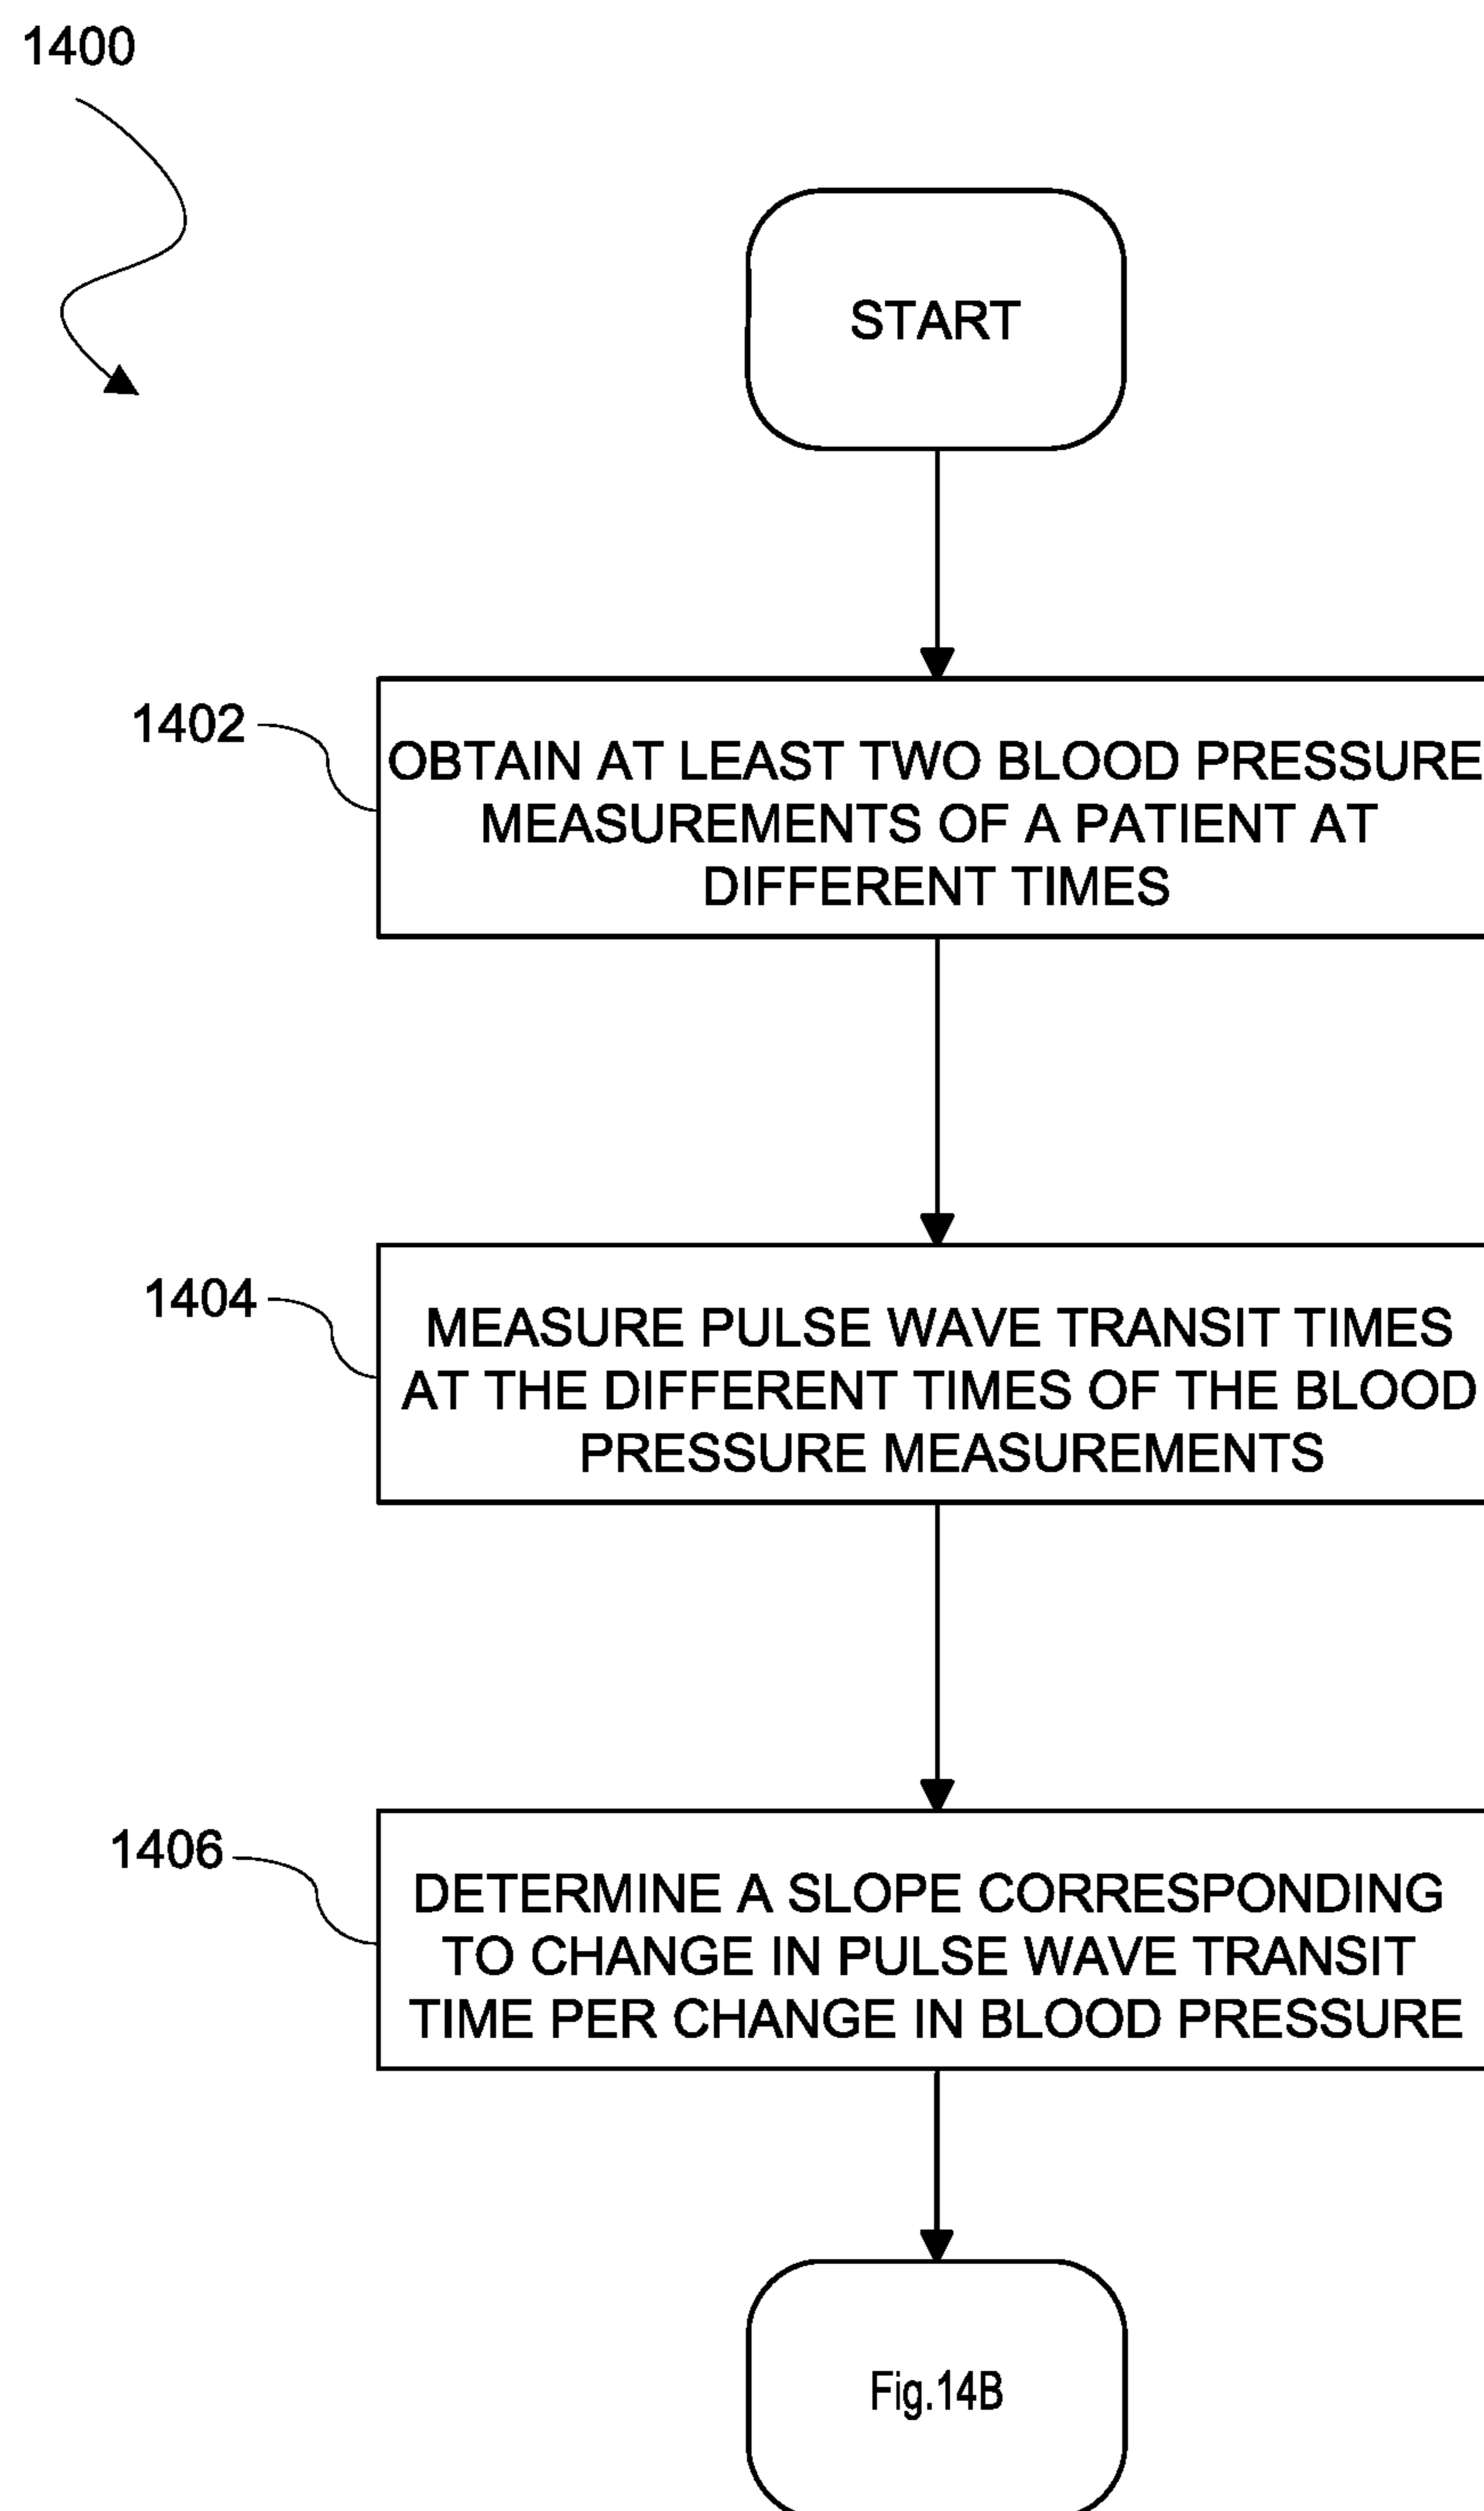 1400
START
1402
OBTAIN AT LEAST TWO BLOOD PRESSURE
MEASUREMENTS OF A PATIENT AT
DIFFERENT TIMES
1404
MEASURE PULSE WAVE TRANSIT TIMES
AT THE DIFFERENT TIMES OF THE BLOOD
PRESSURE MEASUREMENTS
1406
DETERMINE A SLOPE CORRESPONDING
TO CHANGE IN PULSE WAVE TRANSIT
TIME PER CHANGE IN BLOOD PRESSURE
Fig.14B